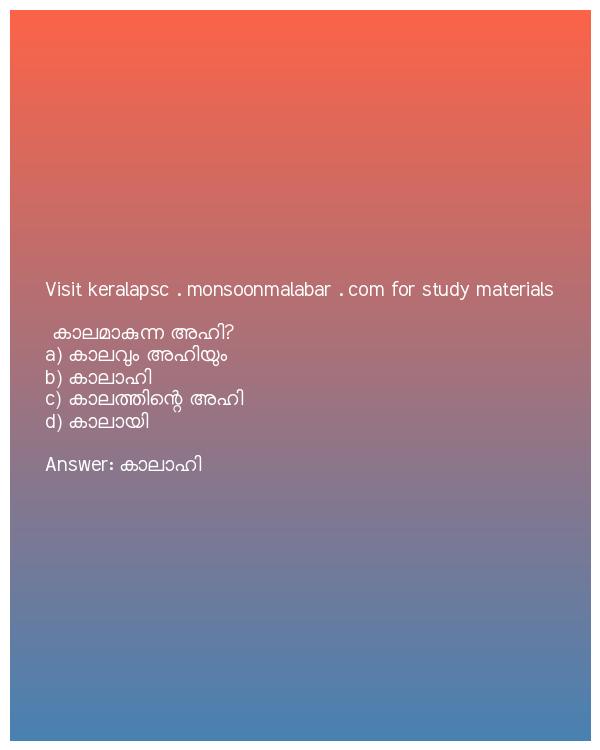 Visit keralapsc . monsoonmalabar . com for study materials
കാലമാകുന്ന അഹി?
a) കാലവും അഹിയും
b) കാലാഹി
c) കാലത്തിന്റെ അഹി
d) കാലായി
Answer: കാലാഹി